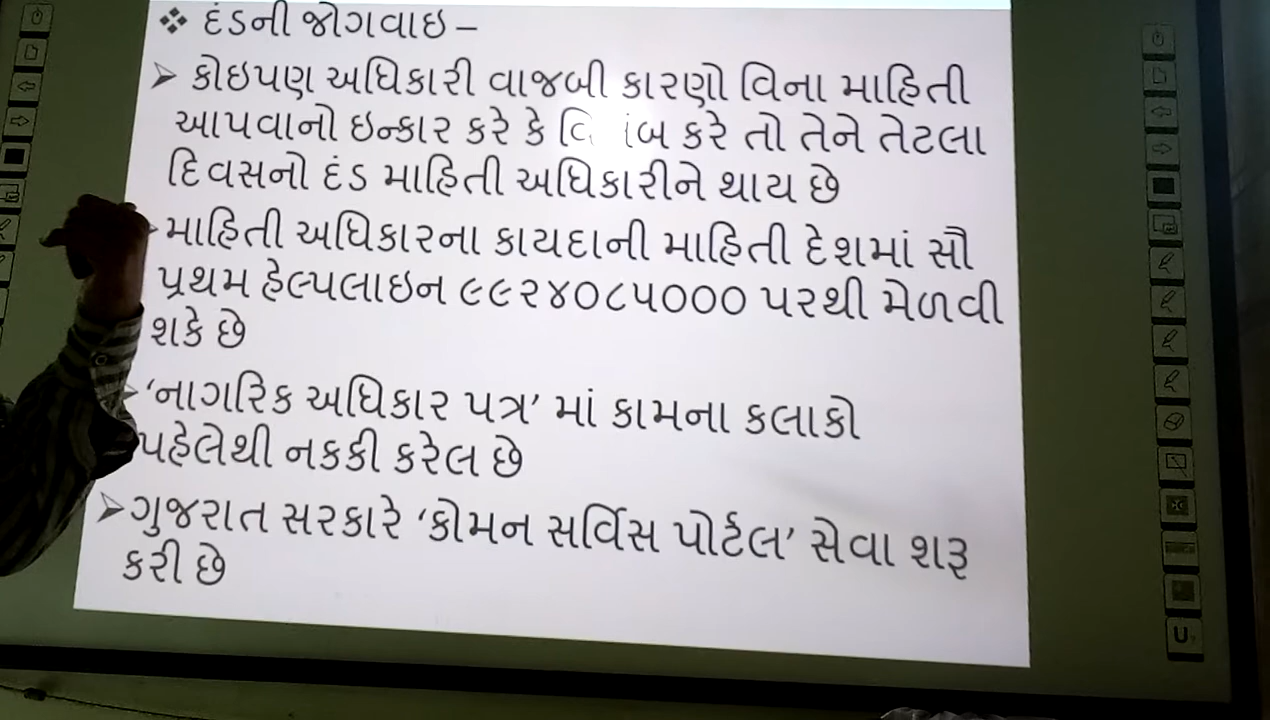 ❖ દંડની જોગવાઇ –
➢ કોઇપણ અધિકારી વાજબી કારણો વિના માહિતી
આપવાનો ઇન્કાર કરે કે કરે તો તેને તેટલા
દિવસનો દંડ માહિતી અધિકારીને થાય છે
➢ માહિતી અધિકારના કાયદાની માહિતી દેશમાં સૌ
પ્રથમ હેલ્પલાઇન ૯૯૨૪૦૮૫૦૦૦ પરથી મેળવી
શકે છે
➢ ‘નાગરિક અધિકાર પત્ર’ માં કામના કલાકો
પહેલેથી નકકી કરેલ છે
➢ ગુજરાત સરકારે ‘કોમન સર્વિસ પોર્ટલ’ સેવા શરૂ
કરી છે